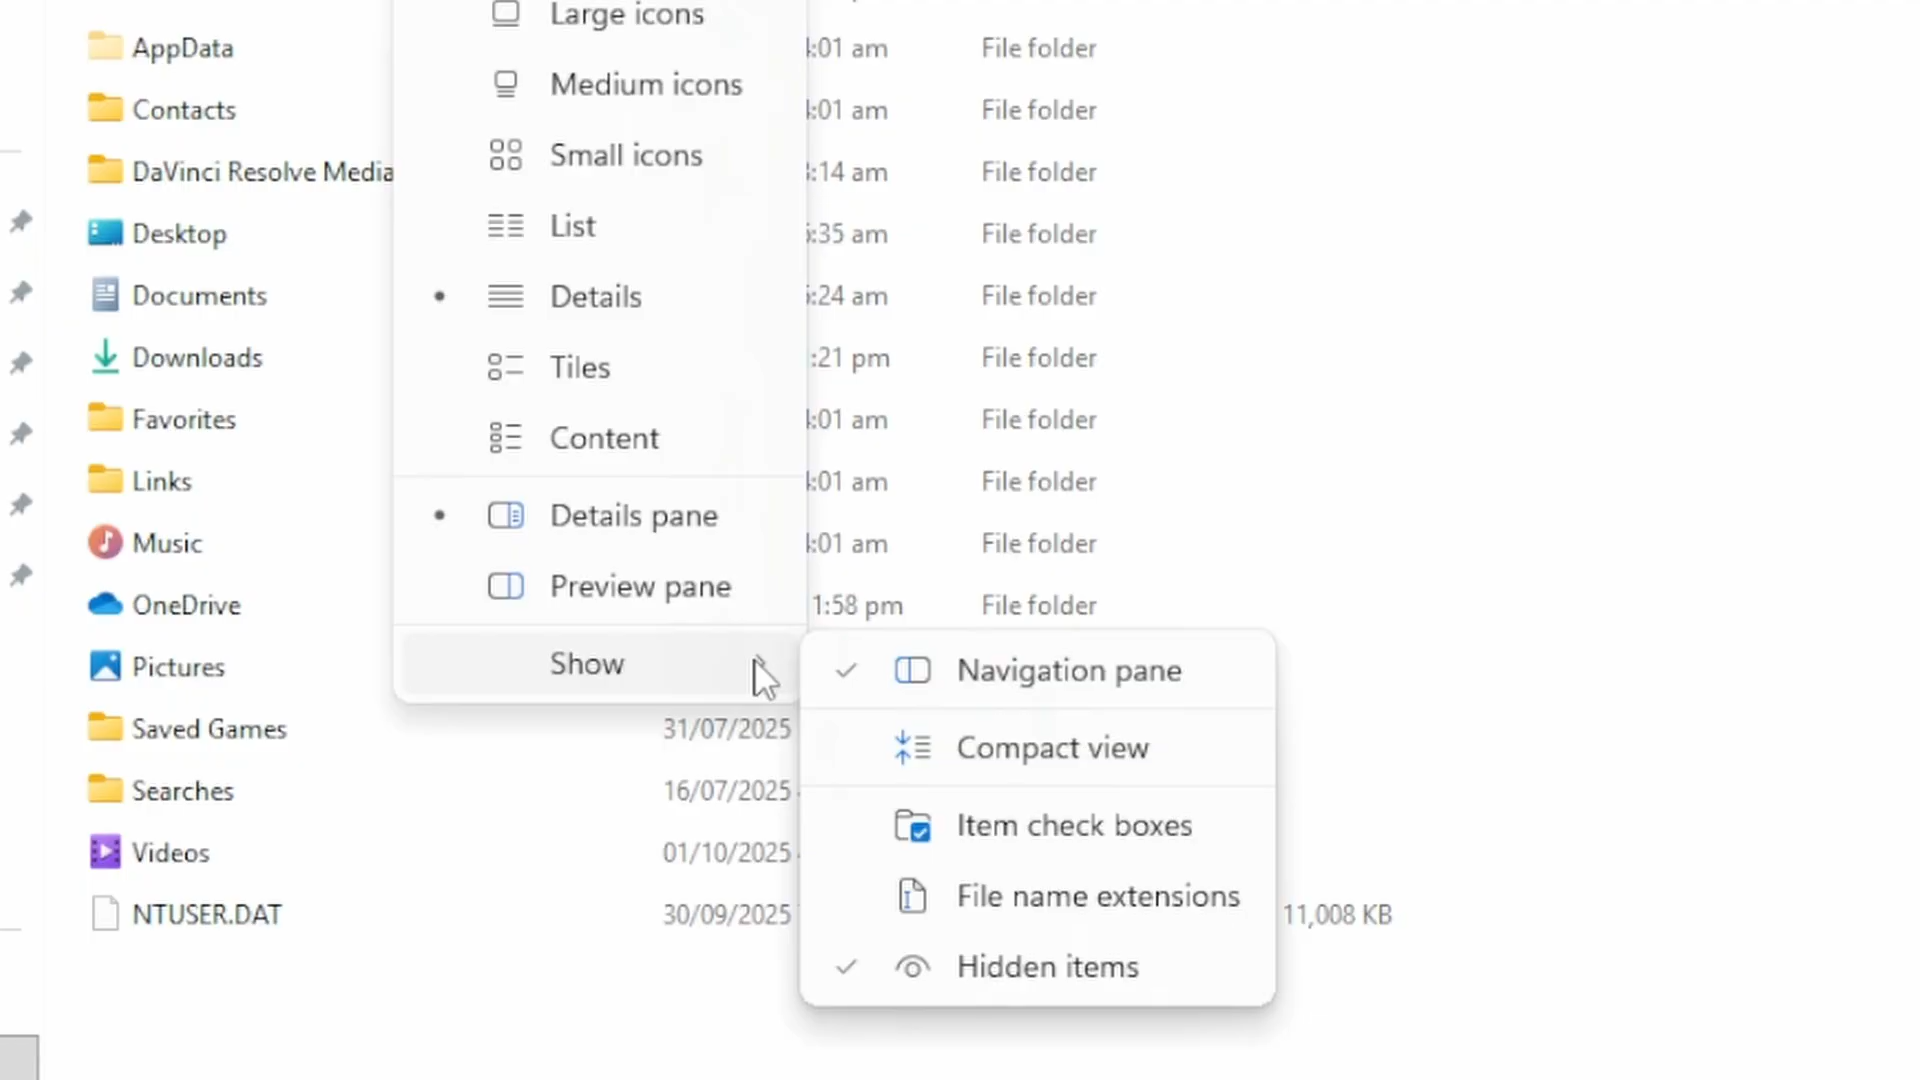 Large icons
AppData :01 am File folder
Medium icons
Contacts :01 am File folder
Small icons
DaVinci Resolve Media :14 am File folder
List
Desktop :35 am File folder
Details
Documents :24 am File folder
Downloads :21 pm File folder
Tiles
Favorites :01 am File folder
Content
Links :01 am File folder
Details pane
Music :01 am File folder
Preview pane
OneDrive 1:58 pm File folder
Show
Pictures
Navigation pane
Saved Games 31/07/2025
Compact view
Searches 16/07/2025
Item check boxes
Videos 01/10/2025
File name extensions
NTUSER.DAT 30/09/2025 11,008 KB
Hidden items